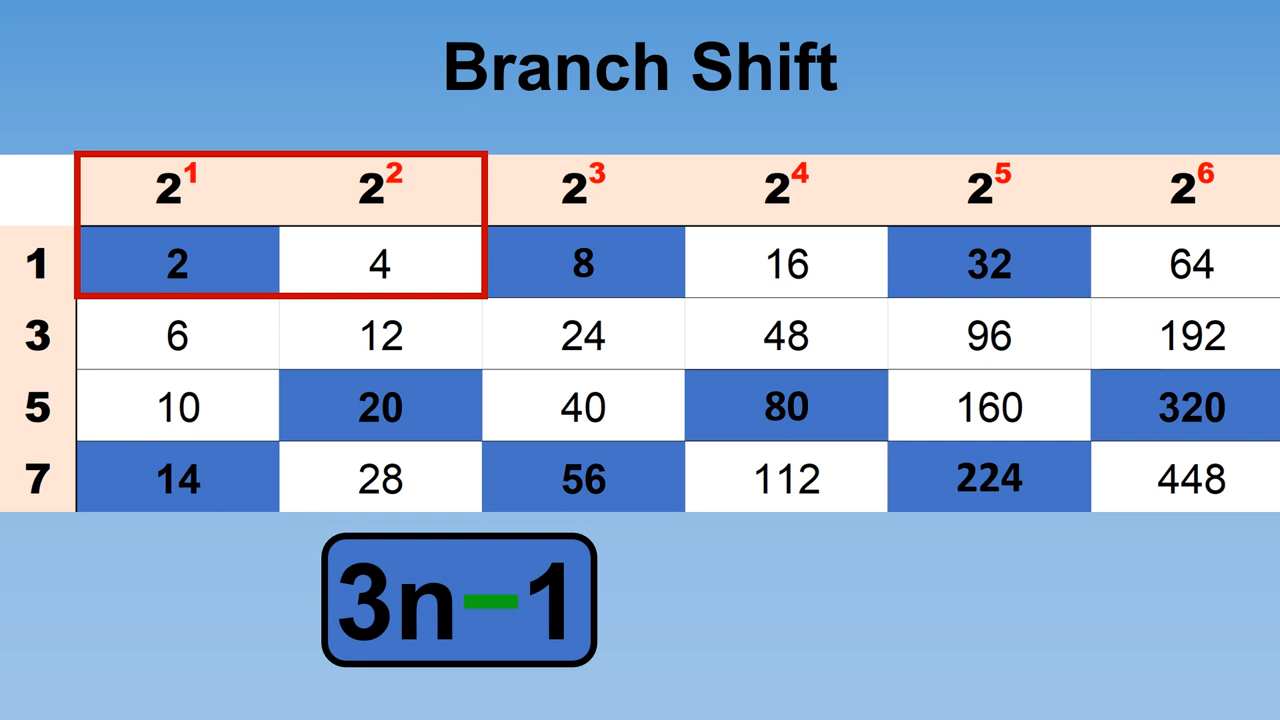 Branch Shift
2¹ 2² 2³ 2⁴ 2⁵ 2⁶
1 2 4 8 16 32 64
3 6 12 24 48 96 192
5 10 20 40 80 160 320
7 14 28 56 112 224 448
3n−1